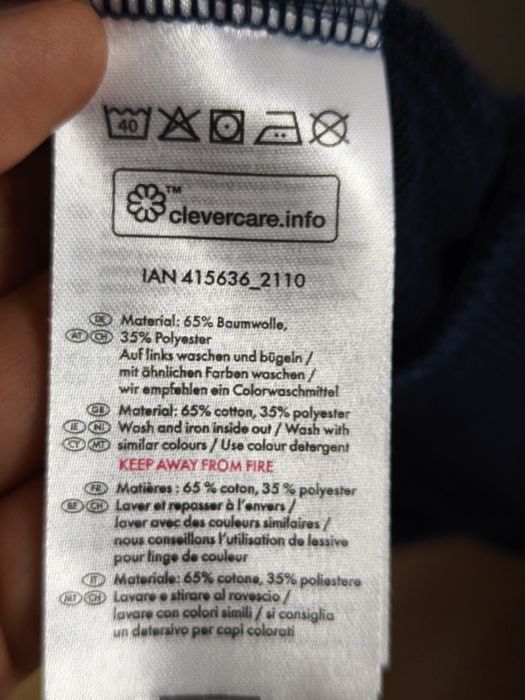 40
™
clevercare.info
IAN 415636_2110
DE Material: 65% Baumwolle,
AT CH 35% Polyester
Auf links waschen und bügeln /
mit ähnlichen Farben waschen /
wir empfehlen ein Colorwaschmittel
GB Material: 65% cotton, 35% polyester
IE NI Wash and iron inside out / Wash with
CY MT similar colours / Use colour detergent
KEEP AWAY FROM FIRE
FR Matières : 65 % coton, 35 % polyester
BE CH Laver et repasser à l'envers /
laver avec des couleurs similaires /
nous conseillons l'utilisation de lessive
pour linge de couleur
IT Materiale: 65% cotone, 35% poliestere
MT CH Lavare e stirare al rovescio /
lavare con colori simili / si consiglia
un detersivo per capi colorati